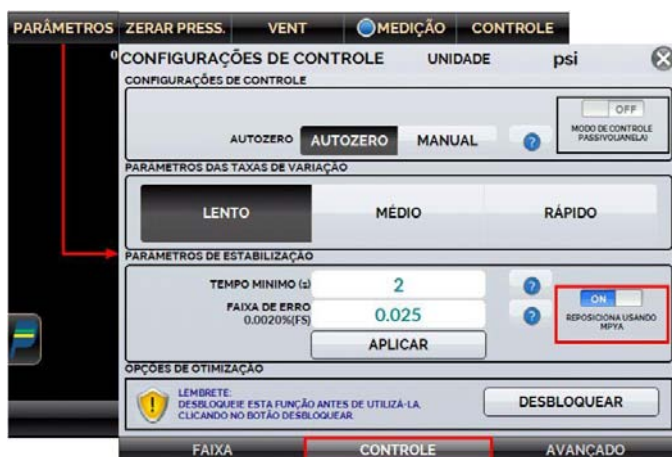 PARÂMETROS ZERAR PRESS. VENT MEDIÇÃO CONTROLE
0
CONFIGURAÇÕES DE CONTROLE UNIDADE psi
CONFIGURAÇÕES DE CONTROLE
OFF
AUTOZERO AUTOZERO MANUAL ?
MODO DE CONTROLE
PASSIVO(JANELA)
PARÂMETROS DAS TAXAS DE VARIAÇÃO
LENTO MÉDIO RÁPIDO
PARÂMETROS DE ESTABILIZAÇÃO
TEMPO MINIMO (s) 2 ?
ON
FAIXA DE ERRO
0.0020%(FS) 0.025 ?
REPOSICIONA USANDO
MPYA
APLICAR
OPÇÕES DE OTIMIZAÇÃO
LEMBRETE:
DESBLOQUEIE ESTA FUNÇÃO ANTES DE UTILIZÁ-LA,
CLICANDO NO BOTÃO DESBLOQUEAR.
DESBLOQUEAR
FAIXA CONTROLE AVANÇADO